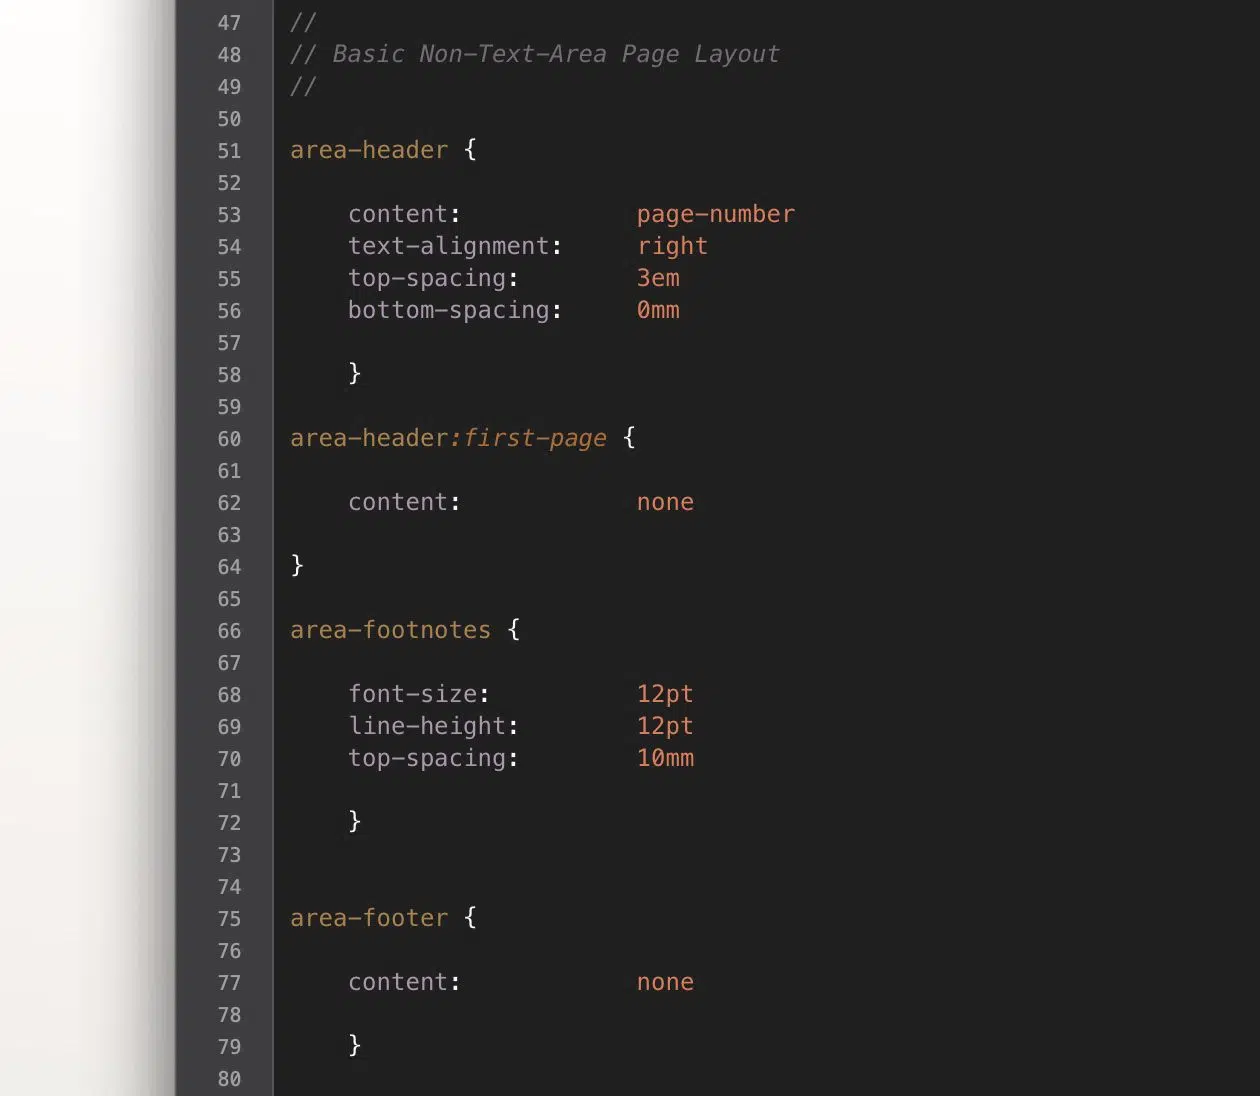 47 //
48 // Basic Non-Text-Area Page Layout
49 //
50
51 area-header {
52
53     content:            page-number
54     text-alignment:     right
55     top-spacing:        3em
56     bottom-spacing:     0mm
57
58     }
59
60 area-header:first-page {
61
62     content:            none
63
64 }
65
66 area-footnotes {
67
68     font-size:          12pt
69     line-height:        12pt
70     top-spacing:        10mm
71
72     }
73
74
75 area-footer {
76
77     content:            none
78
79     }
80